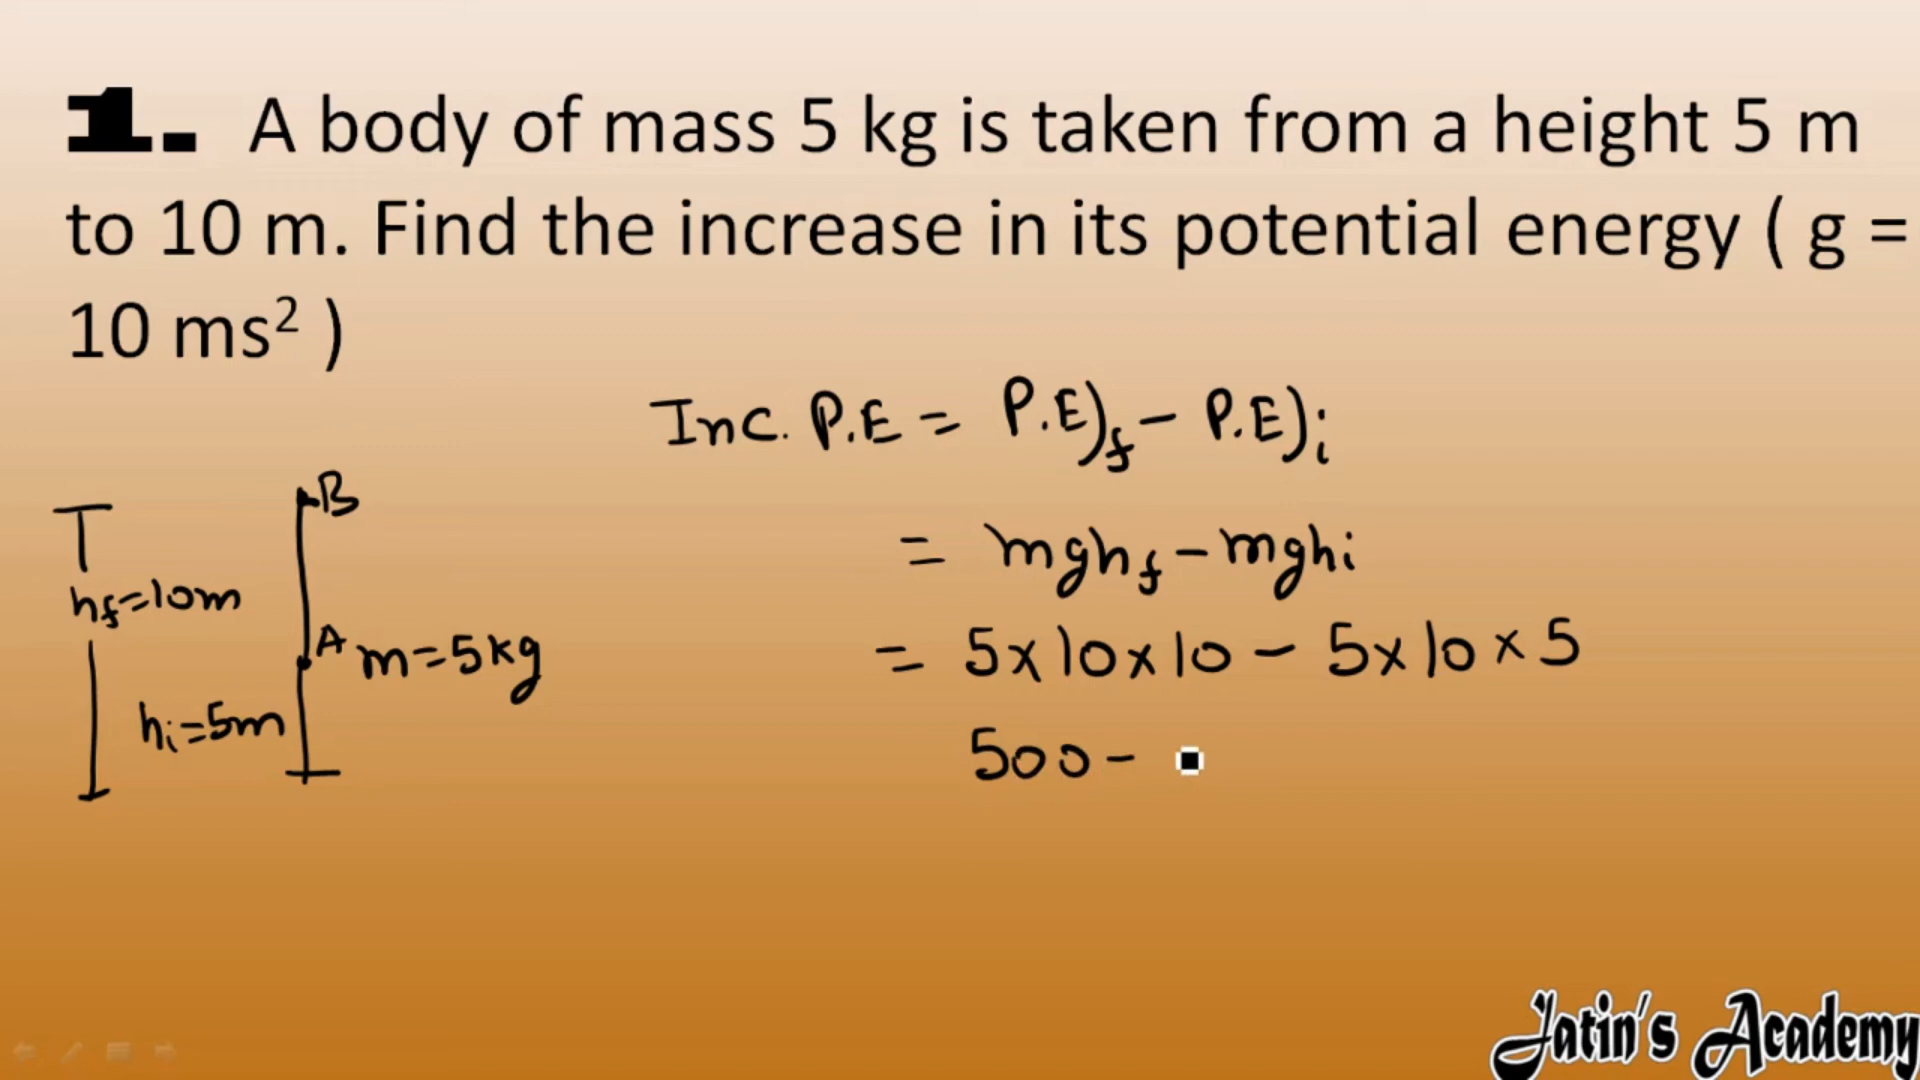 1. A body of mass 5 kg is taken from a height 5 m
to 10 m. Find the increase in its potential energy ( g =
10 ms² )
Inc. P.E = P.E)f - P.E)i
B
hf=10m
= mghf - mghi
A m=5kg
= 5x10x10 - 5x10x5
hi=5m
500 -
Jatin's Academy